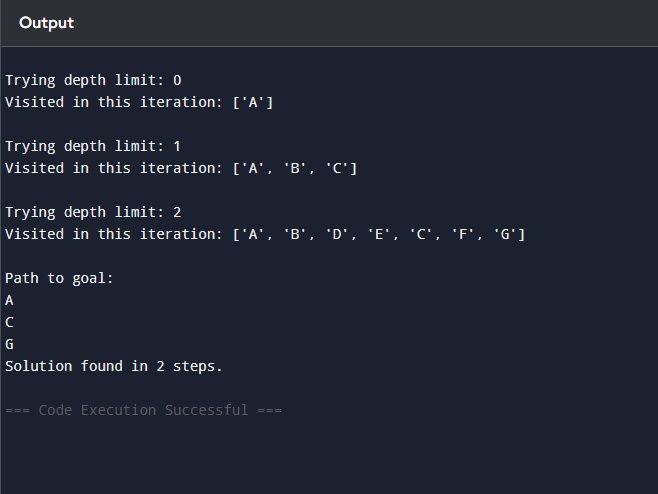 Output
Trying depth limit: 0
Visited in this iteration: ['A']
Trying depth limit: 1
Visited in this iteration: ['A', 'B', 'C']
Trying depth limit: 2
Visited in this iteration: ['A', 'B', 'D', 'E', 'C', 'F', 'G']
Path to goal:
A
C
G
Solution found in 2 steps.
=== Code Execution Successful ===